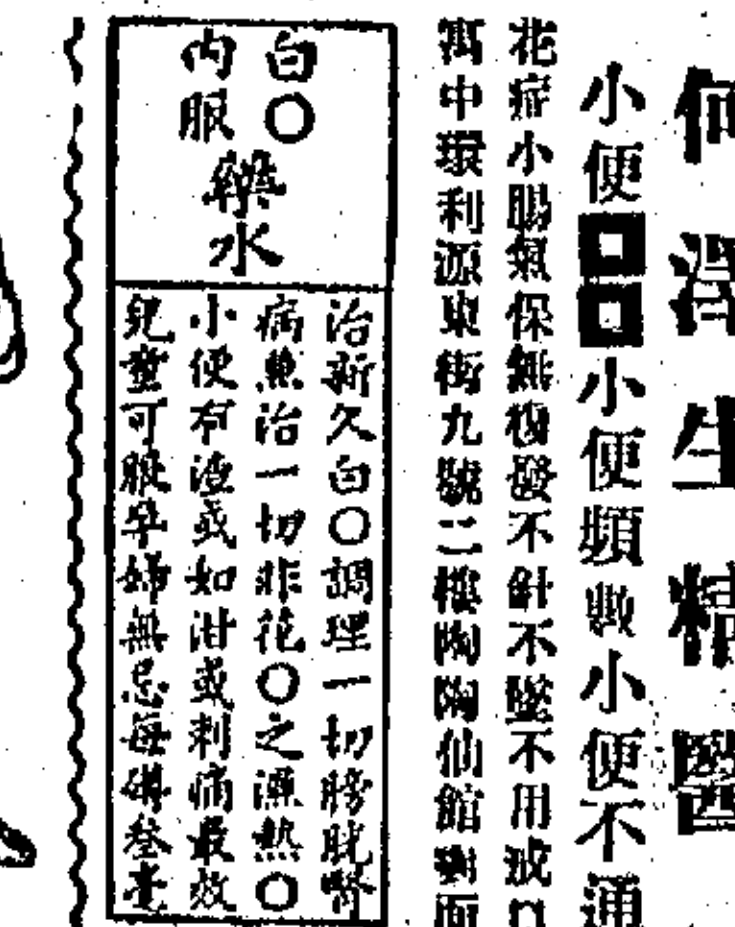 何濟生精醫
小便□□小便頻數小便不通
花症小腸氣保無復發不針不墜不用戒口
寓中環利源東街九號二樓陶陶仙館對面
白〇
內服
藥水
治新久白〇調理一切膀胱腎
病兼治一切非花〇之濕熱〇
小便有渣或如泔或刺痛最效
兒童可服孕婦無忌每磅叁毫